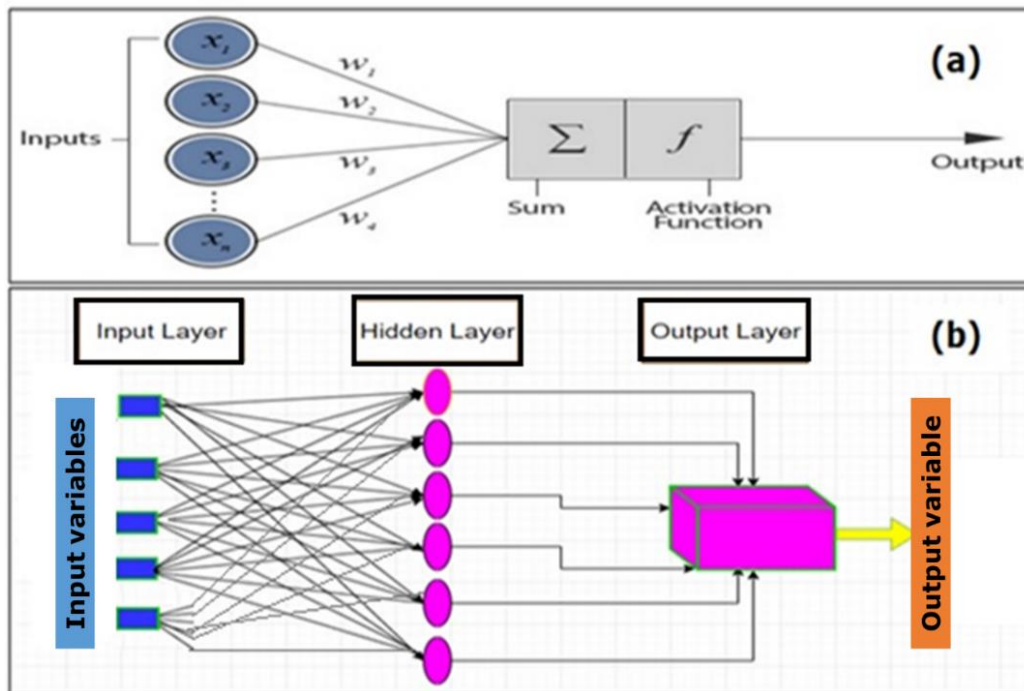 (a)
Inputs
x₁
x₂
x₃
xₙ
w₁
w₂
w₃
w₄
Σ
f
Sum
Activation
Function
Output
(b)
Input Layer
Hidden Layer
Output Layer
Input variables
Output variable